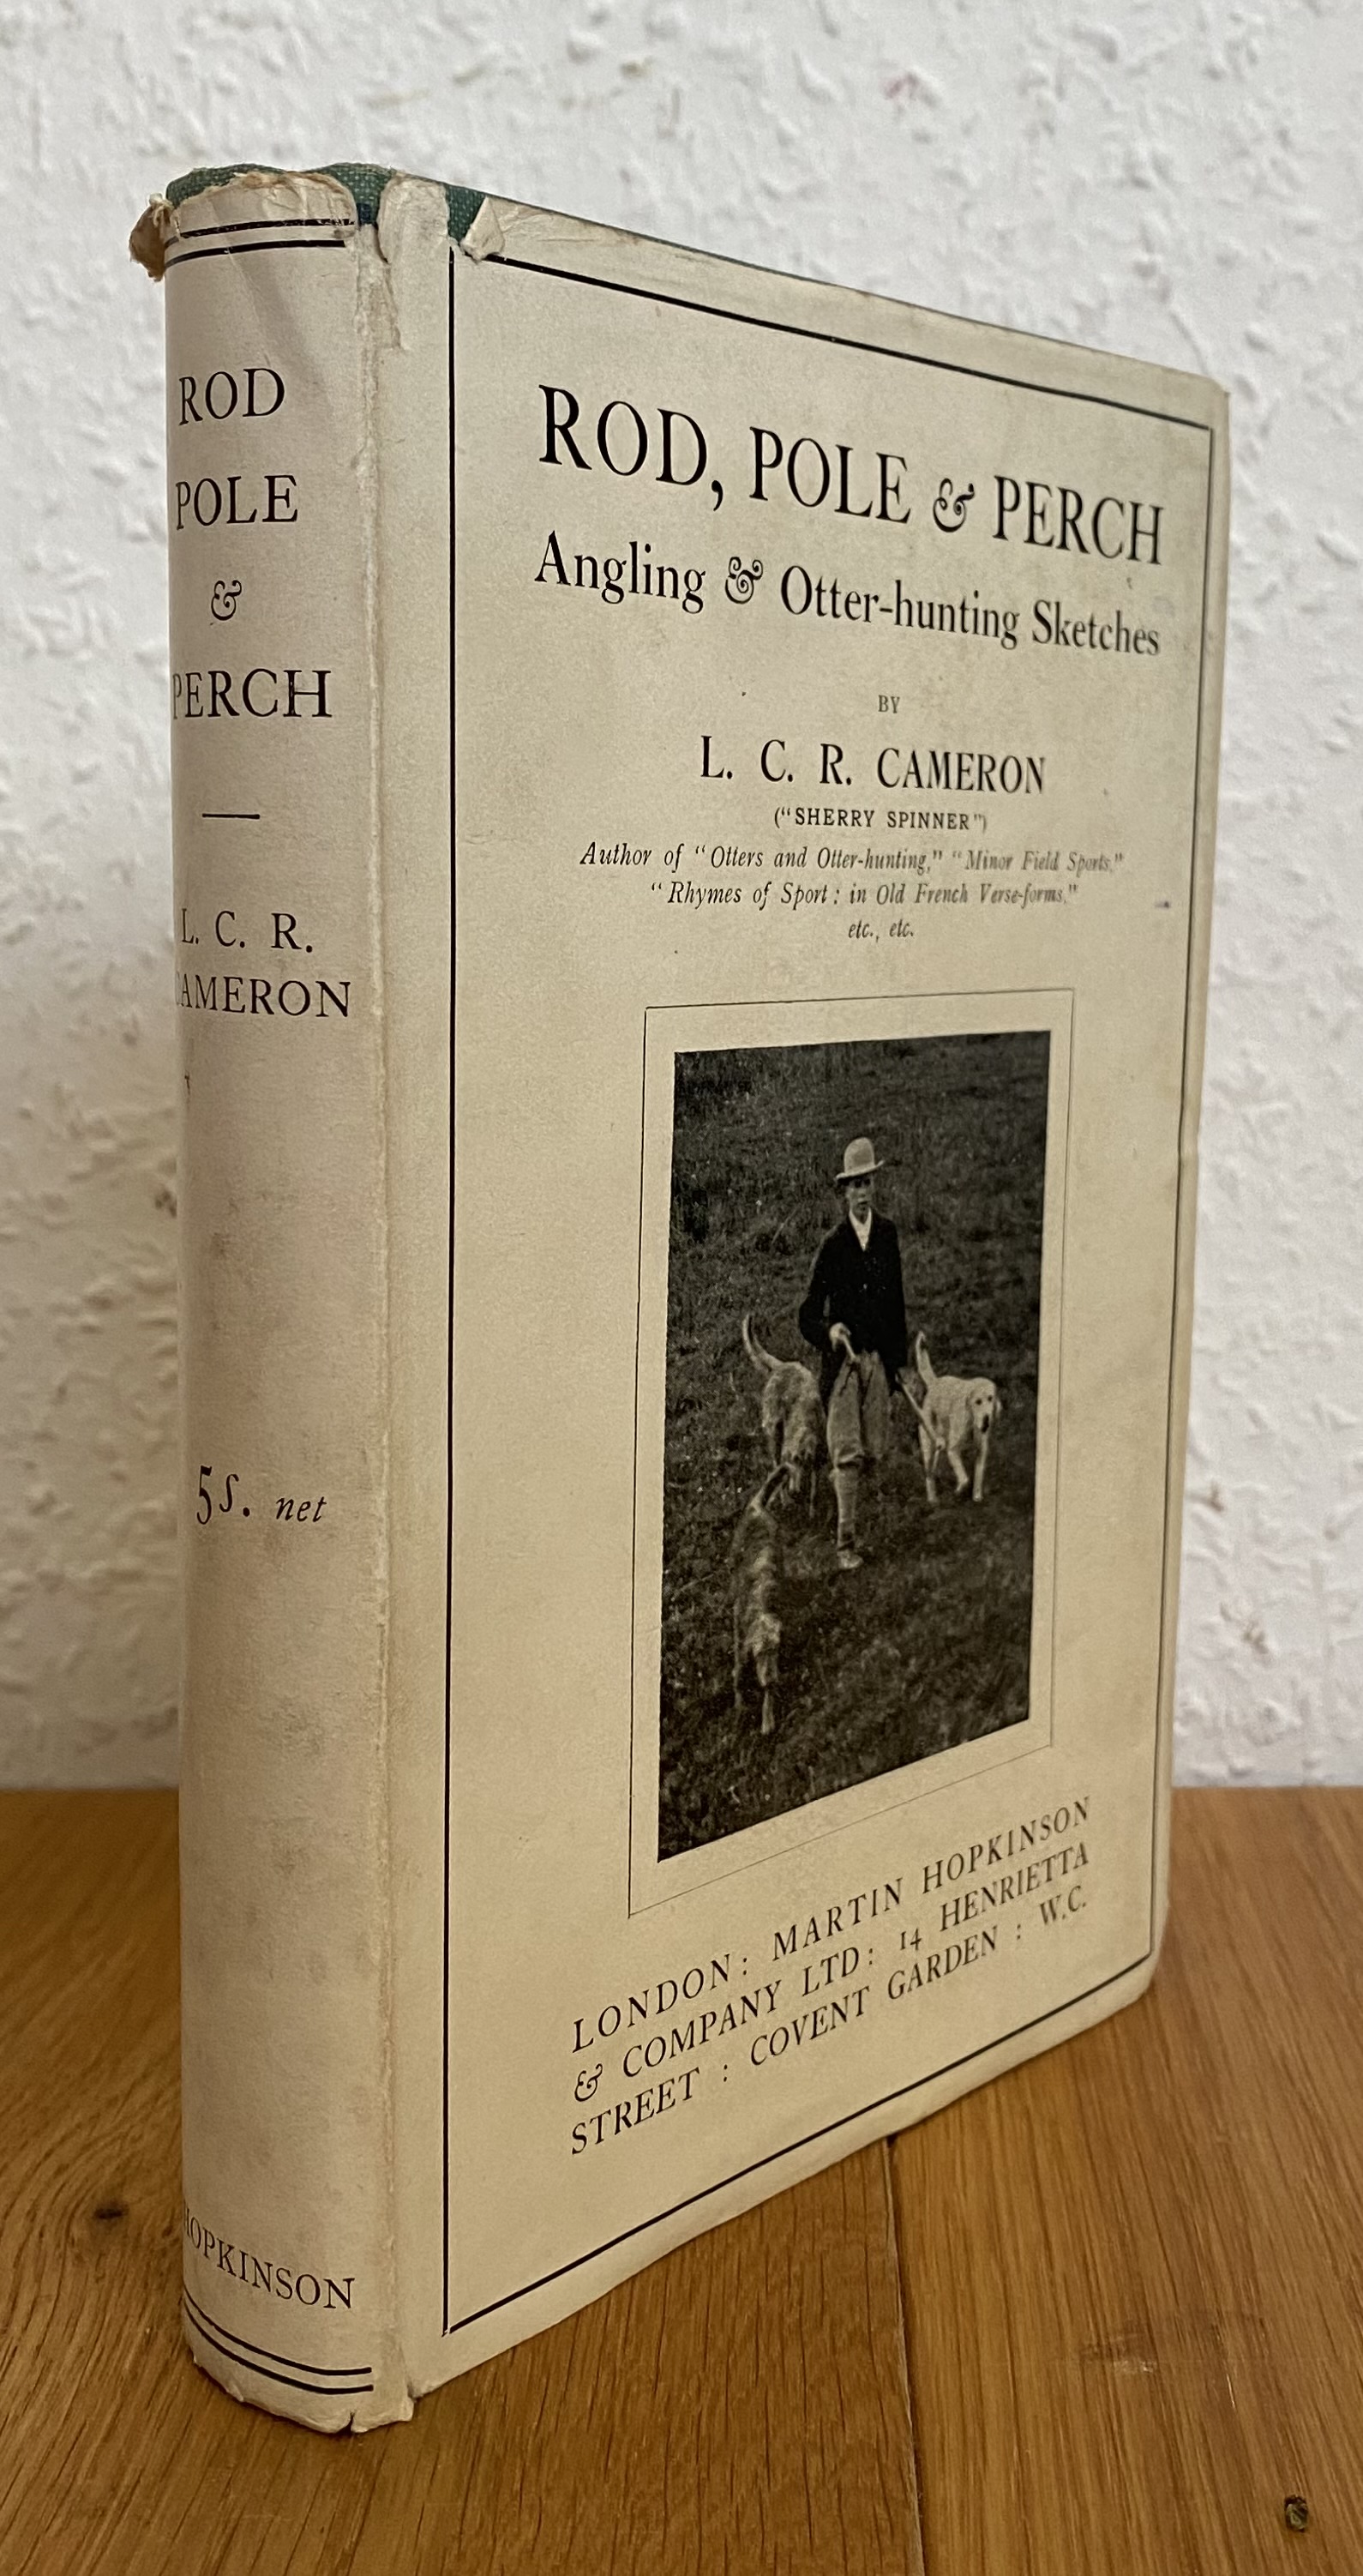 ROD
POLE
&
PERCH
L. C. R.
CAMERON
5s. net
HOPKINSON
ROD, POLE & PERCH
Angling & Otter-hunting Sketches
BY
L. C. R. CAMERON
("SHERRY SPINNER")
Author of "Otters and Otter-hunting," "Minor Field Sports,"
"Rhymes of Sport: in Old French Verse-forms,"
etc., etc.
LONDON: MARTIN HOPKINSON
& COMPANY LTD: 14 HENRIETTA
STREET : COVENT GARDEN : W.C.